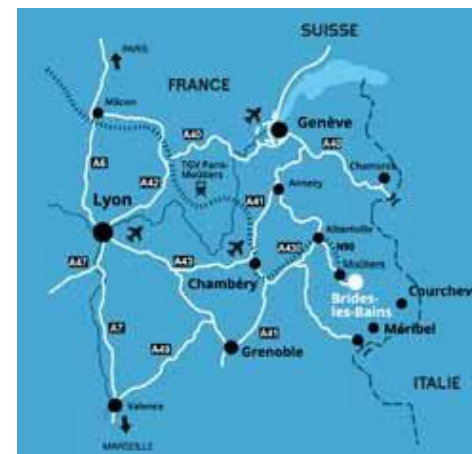 SUISSE
PARIS
FRANCE
Mâcon
A40
Genève
A40
A6
TGV Paris-
Moûtiers
Chamonix
A42
Annecy
Lyon
A41
Albertville
A430
N90
A43
Moûtiers
A47
Chambéry
Brides-
les-Bains
Courchev
A7
Méribel
A49
A41
Grenoble
ITALIE
Valence
MARSEILLE